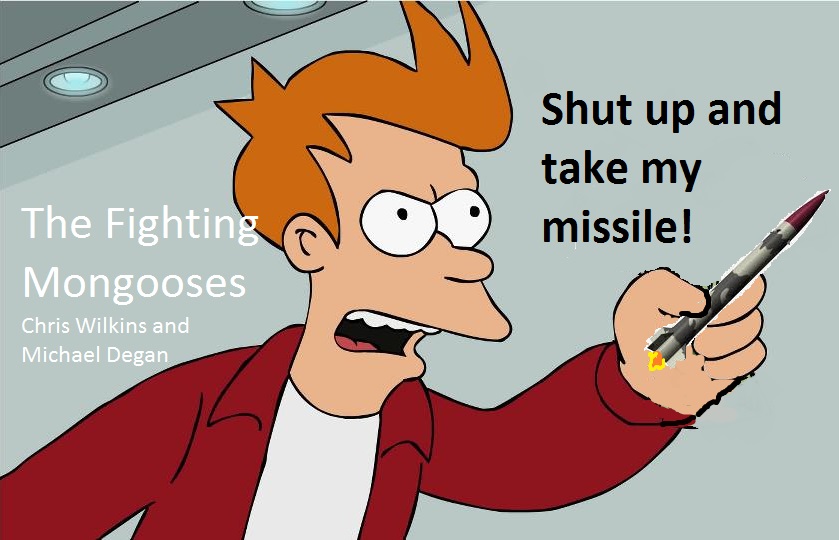 The Fighting
Mongooses
Chris Wilkins and
Michael Degan
Shut up and
take my
missile!